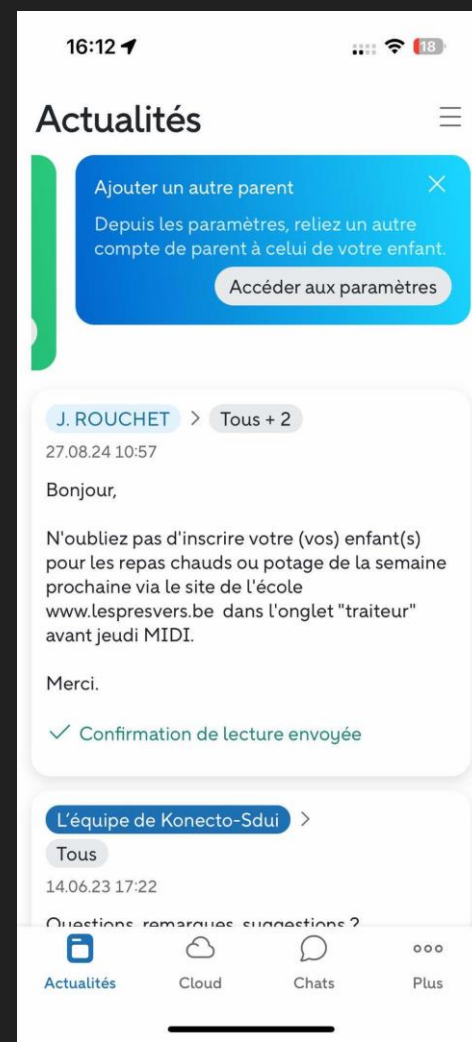 16:12
18
Actualités
Ajouter un autre parent
Depuis les paramètres, reliez un autre
compte de parent à celui de votre enfant.
Accéder aux paramètres
J. ROUCHET > Tous + 2
27.08.24 10:57
Bonjour,
N'oubliez pas d'inscrire votre (vos) enfant(s)
pour les repas chauds ou potage de la semaine
prochaine via le site de l'école
www.lespresvers.be dans l'onglet "traiteur"
avant jeudi MIDI.
Merci.
Confirmation de lecture envoyée
L'équipe de Konecto-Sdui >
Tous
14.06.23 17:22
Questions, remarques, suggestions ?
Actualités Cloud Chats Plus